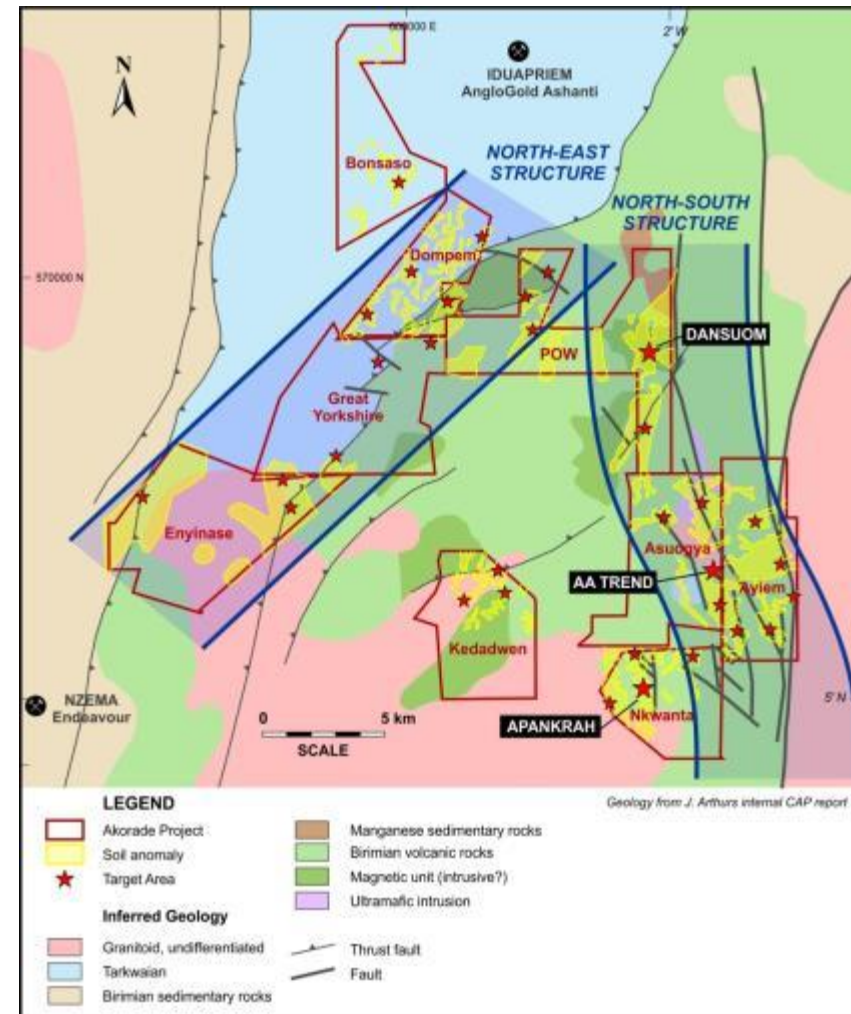 600000 E
2° W
N
IDUAPRIEM
AngloGold Ashanti
Bonsaso
NORTH-EAST
STRUCTURE
NORTH-SOUTH
STRUCTURE
Dompem
570000 N
DANSUOM
POW
Great
Yorkshire
Enyinase
Asuogya
AA TREND
Ayiem
Kedadwen
NZEMA
Endeavour
0 5 km
SCALE
APANKRAH
Nkwanta
5° N
LEGEND
Geology from J. Arthurs internal CAP report
Akorade Project
Soil anomaly
Target Area
Inferred Geology
Granitoid, undifferentiated
Tarkwaian
Birimian sedimentary rocks
Manganese sedimentary rocks
Birimian volcanic rocks
Magnetic unit (intrusive?)
Ultramafic intrusion
Thrust fault
Fault